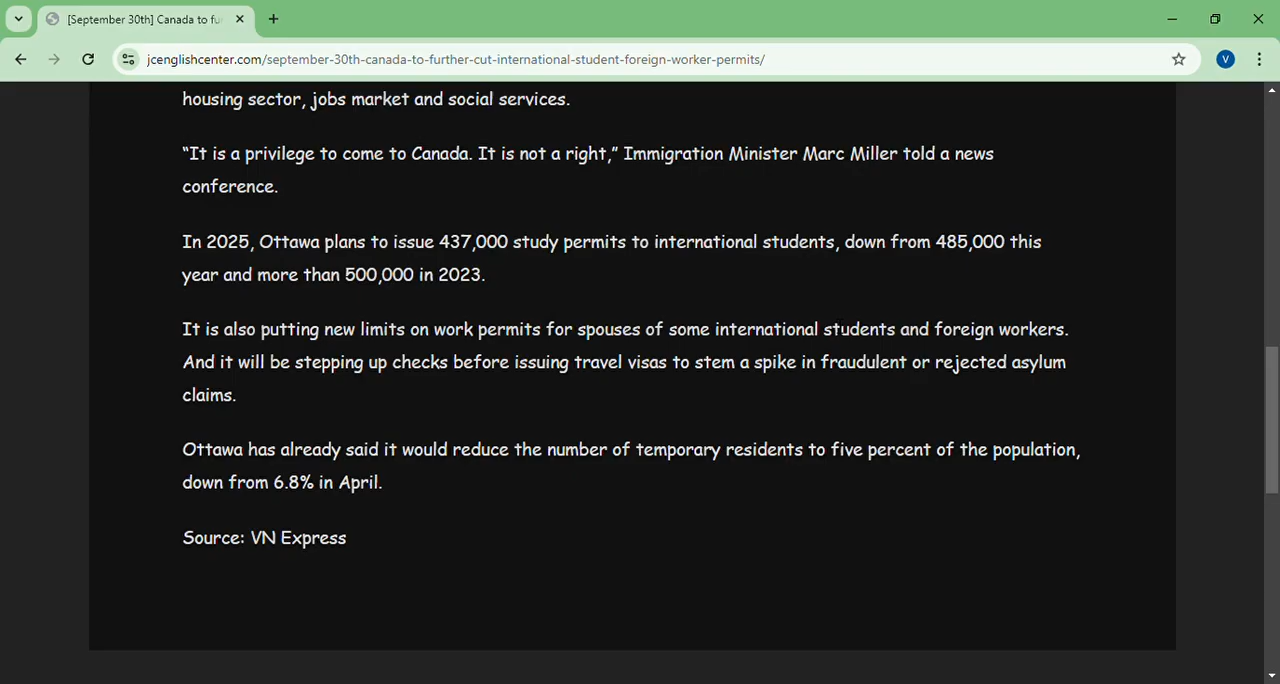 [September 30th] Canada to fu
jcenglishcenter.com/september-30th-canada-to-further-cut-international-student-foreign-worker-permits/
V
housing sector, jobs market and social services.
“It is a privilege to come to Canada. It is not a right,” Immigration Minister Marc Miller told a news
conference.
In 2025, Ottawa plans to issue 437,000 study permits to international students, down from 485,000 this
year and more than 500,000 in 2023.
It is also putting new limits on work permits for spouses of some international students and foreign workers.
And it will be stepping up checks before issuing travel visas to stem a spike in fraudulent or rejected asylum
claims.
Ottawa has already said it would reduce the number of temporary residents to five percent of the population,
down from 6.8% in April.
Source: VN Express